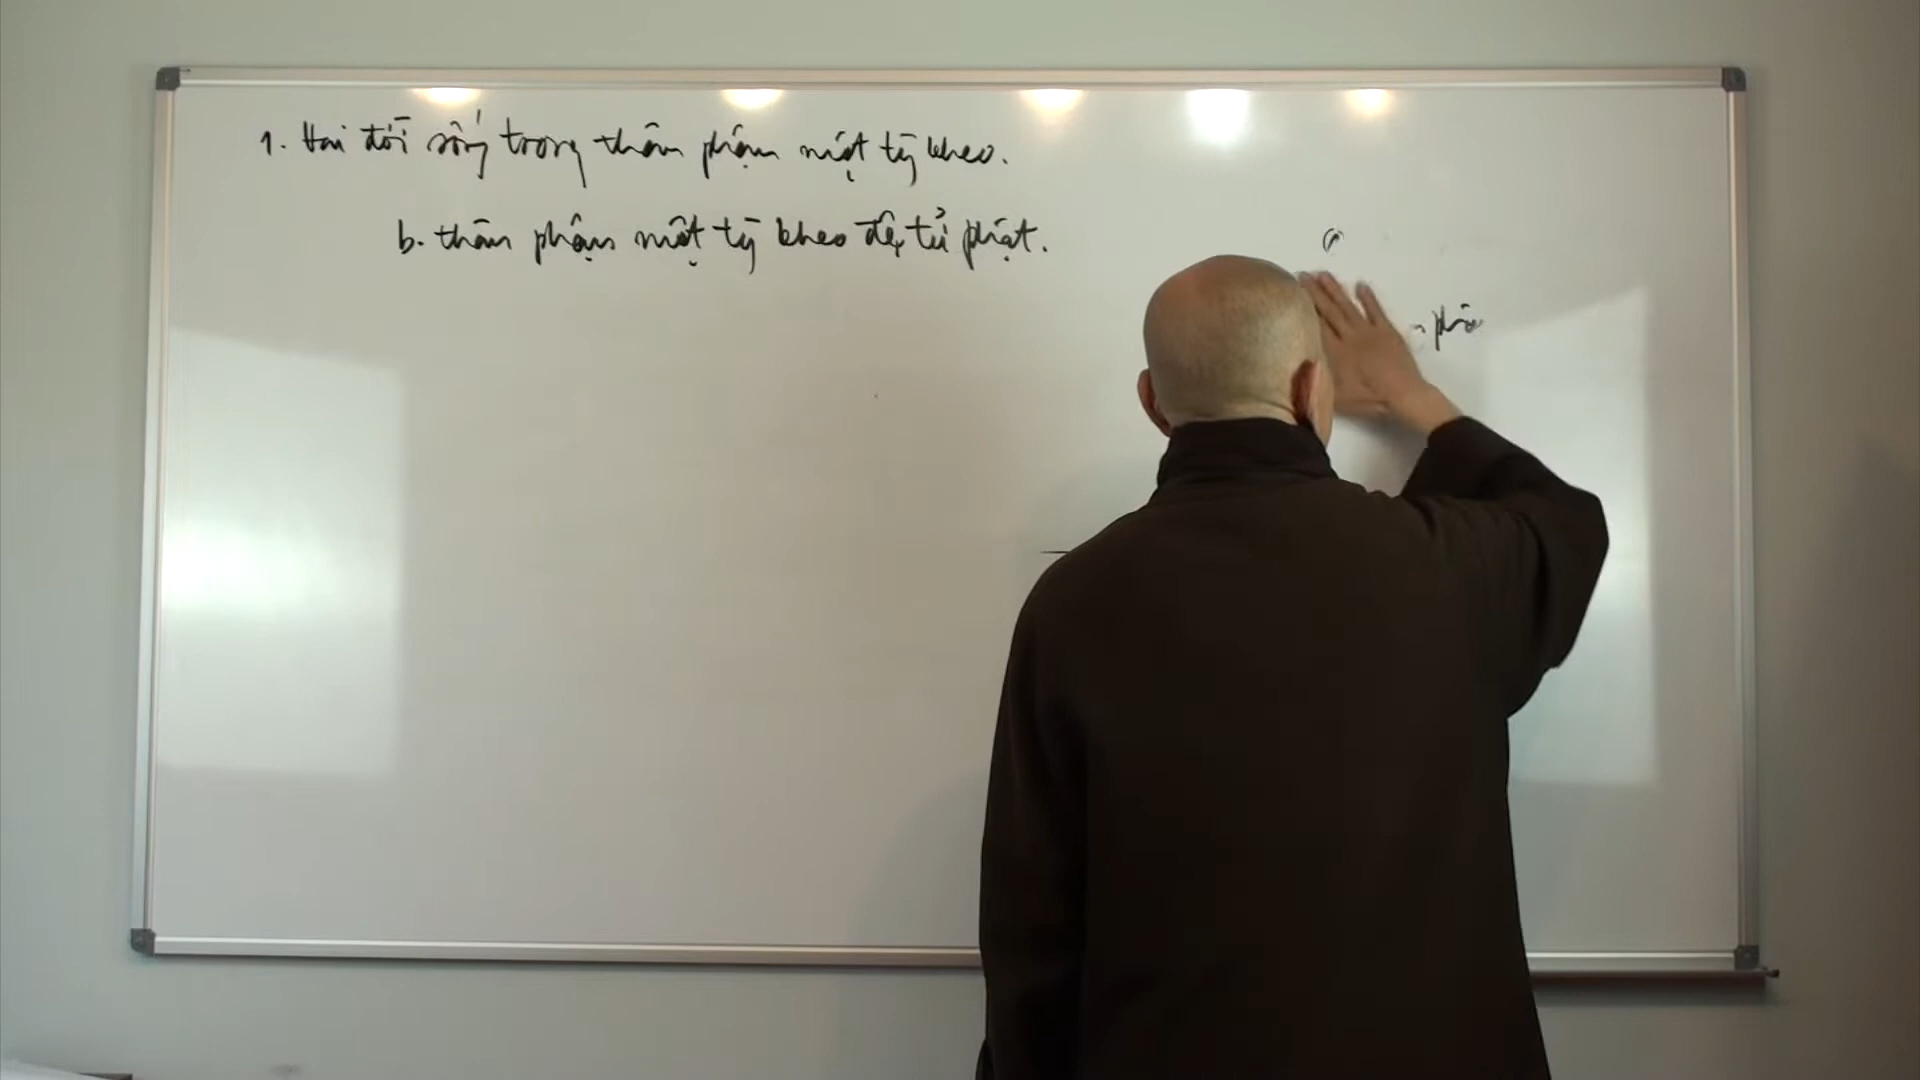 1. Hai đời sống trong thân phận một tỳ kheo.
b. thân phận một tỳ kheo đệ tử phật.